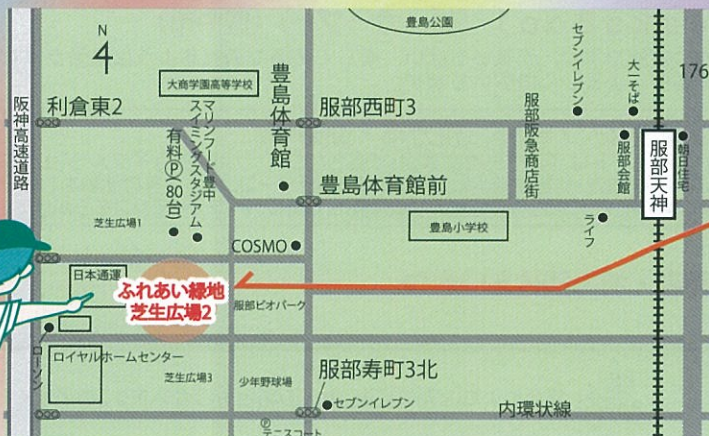 豊島公園
N
4
大商学園高等学校
豊島体育館
セブンイレブン
大一そば
176
阪神高速道路
利倉東2
マリンフード豊中
スイミングスタジアム
有料Ⓟ(80台)
服部西町3
服部阪急商店街
服部会館
服部天神
朝日住宅
豊島体育館前
芝生広場1
豊島小学校
ライフ
COSMO
日本通運
ふれあい緑地
芝生広場2
服部ビオパーク
ローソン
ロイヤルホームセンター
芝生広場3
少年野球場
服部寿町3北
セブンイレブン
内環状線
Ⓟ
テニスコート